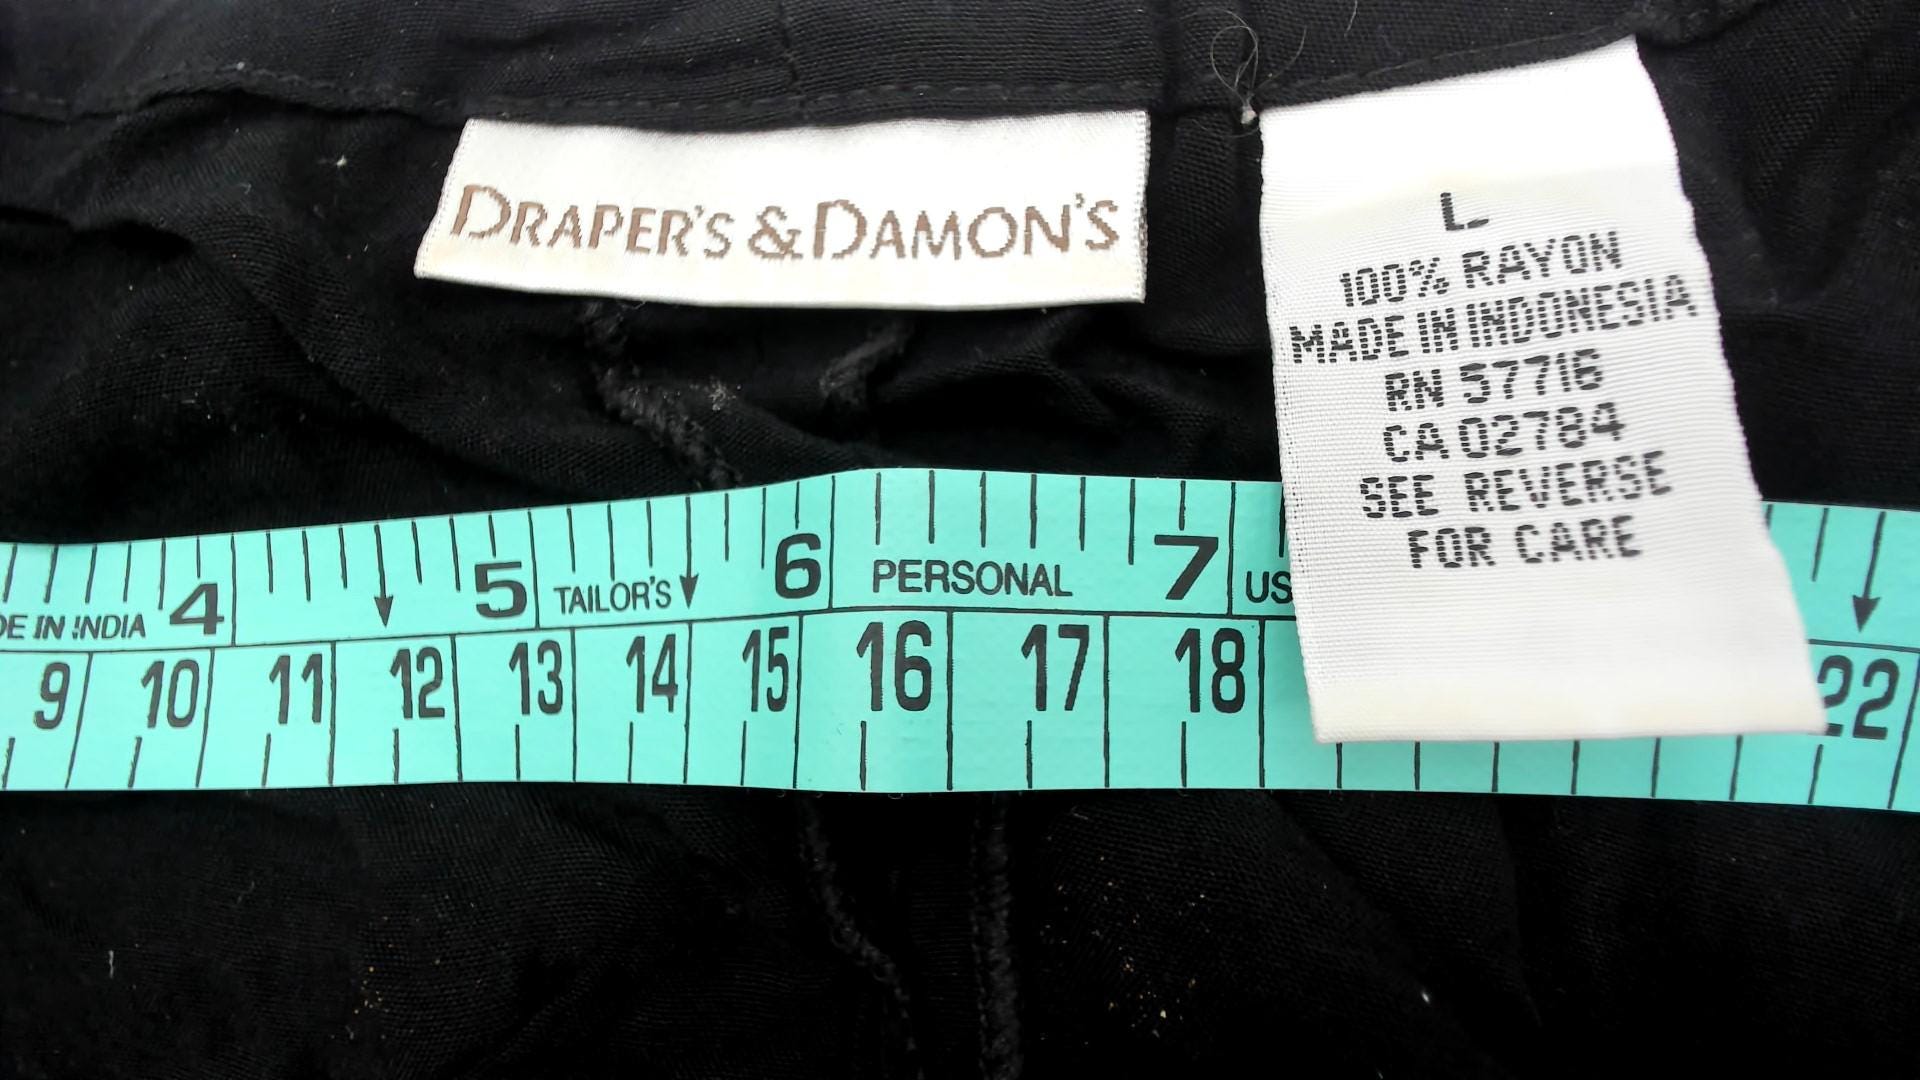 DRAPER'S & DAMON'S
L
100% RAYON
MADE IN INDONESIA
RN 57716
CA 02784
SEE REVERSE
FOR CARE
4 5 6 7
IN INDIA TAILOR'S PERSONAL US
9 10 11 12 13 14 15 16 17 18 22